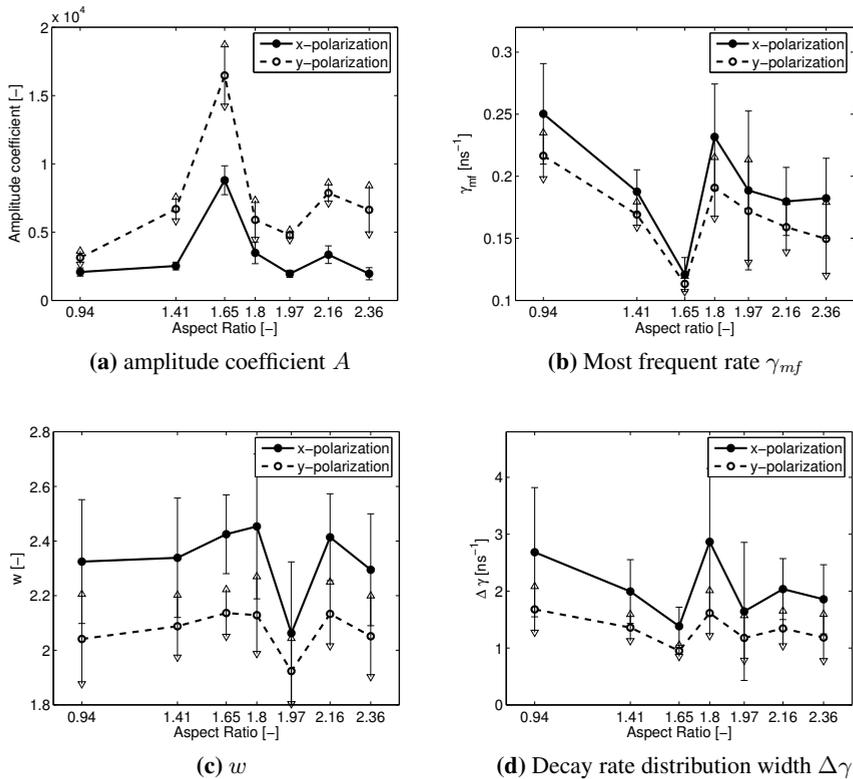 x 10⁴
2
1.5
1
0.5
0
Amplitude coefficient [−]
x−polarization
y−polarization
0.94 1.41 1.65 1.8 1.97 2.16 2.36
Aspect Ratio [−]
(a) amplitude coefficient A
0.3
0.25
0.2
0.15
0.1
γmf [ns⁻¹]
x−polarization
y−polarization
0.94 1.41 1.65 1.8 1.97 2.16 2.36
Aspect ratio [−]
(b) Most frequent rate γmf
2.8
2.6
2.4
2.2
2
1.8
w [−]
x−polarization
y−polarization
0.94 1.41 1.65 1.8 1.97 2.16 2.36
Aspect Ratio [−]
(c) w
4
3
2
1
0
Δ γ [ns⁻¹]
x−polarization
y−polarization
0.94 1.41 1.65 1.8 1.97 2.16 2.36
Aspect Ratio [−]
(d) Decay rate distribution width Δγ